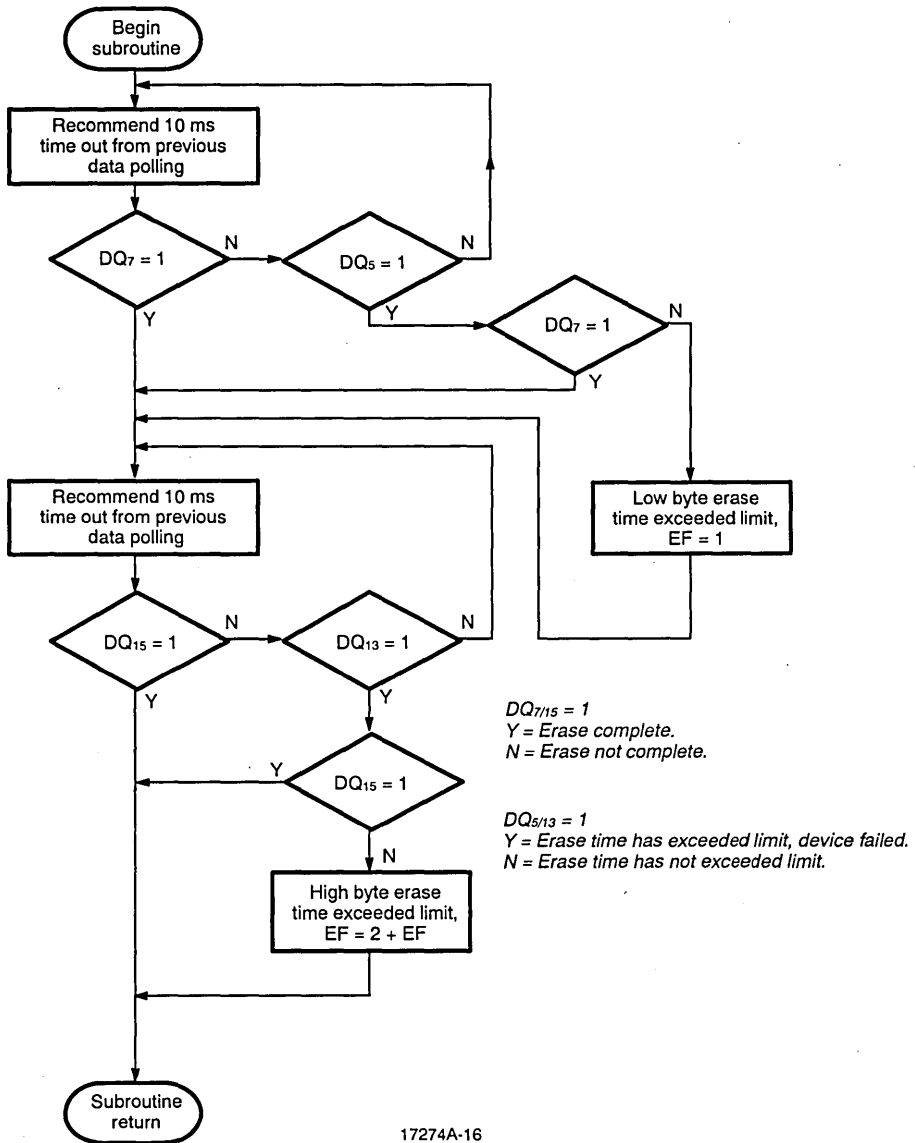 Begin
subroutine
Recommend 10 ms
time out from previous
data polling
DQ₇ = 1
N
Y
DQ₅ = 1
N
Y
DQ₇ = 1
N
Y
Low byte erase
time exceeded limit,
EF = 1
Recommend 10 ms
time out from previous
data polling
DQ₁₅ = 1
N
Y
DQ₁₃ = 1
N
Y
DQ₁₅ = 1
Y
N
High byte erase
time exceeded limit,
EF = 2 + EF
DQ₇/₁₅ = 1
Y = Erase complete.
N = Erase not complete.
DQ₅/₁₃ = 1
Y = Erase time has exceeded limit, device failed.
N = Erase time has not exceeded limit.
Subroutine
return
17274A-16